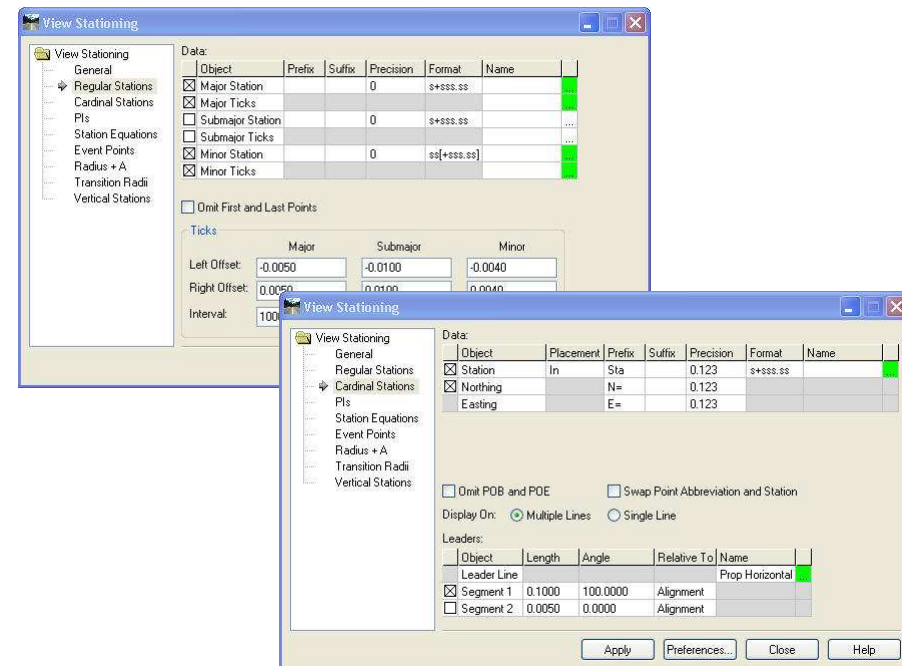 View Stationing
View Stationing
General
Regular Stations
Cardinal Stations
PIs
Station Equations
Event Points
Radius + A
Transition Radii
Vertical Stations
Data:
Object Prefix Suffix Precision Format Name
Major Station 0 s+sss.ss ...
Major Ticks ...
Submajor Station 0 s+sss.ss ...
Submajor Ticks ...
Minor Station 0 ss[+sss.ss] ...
Minor Ticks ...
Omit First and Last Points
Ticks
Major Submajor Minor
Left Offset: -0.0050 -0.0100 -0.0040
Right Offset: 0.0050 0.0100 0.0040
Interval:
View Stationing
View Stationing
General
Regular Stations
Cardinal Stations
PIs
Station Equations
Event Points
Radius + A
Transition Radii
Vertical Stations
Data:
Object Placement Prefix Suffix Precision Format Name
Station In Sta 0.123 s+sss.ss ...
Northing N= 0.123
Easting E= 0.123
Omit POB and POE Swap Point Abbreviation and Station
Display On: Multiple Lines Single Line
Leaders:
Object Length Angle Relative To Name
Leader Line Prop Horizontal ...
Segment 1 0.1000 100.0000 Alignment
Segment 2 0.0050 0.0000 Alignment
Apply Preferences... Close Help